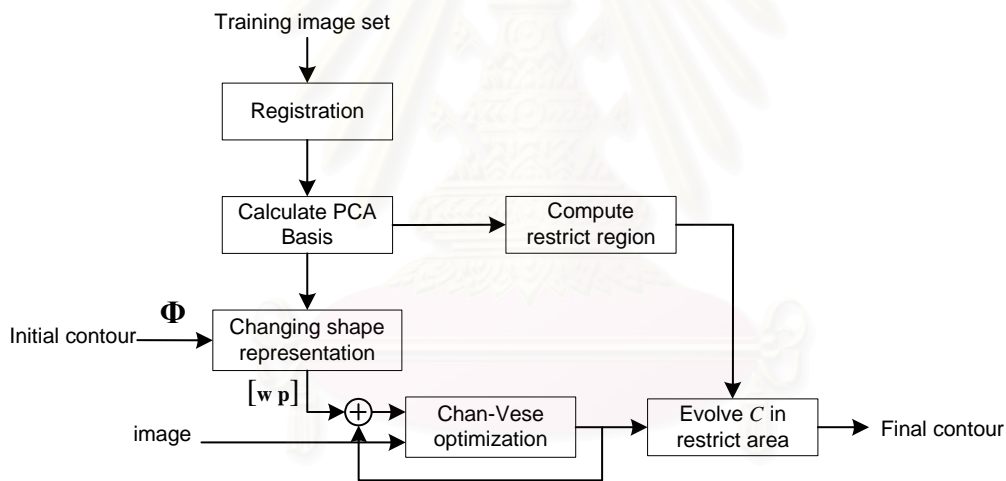 Training image set
Registration
Calculate PCA
Basis
Compute
restrict region
Φ
Initial contour
Changing shape
representation
[w p]
+
image
Chan-Vese
optimization
Evolve C in
restrict area
Final contour